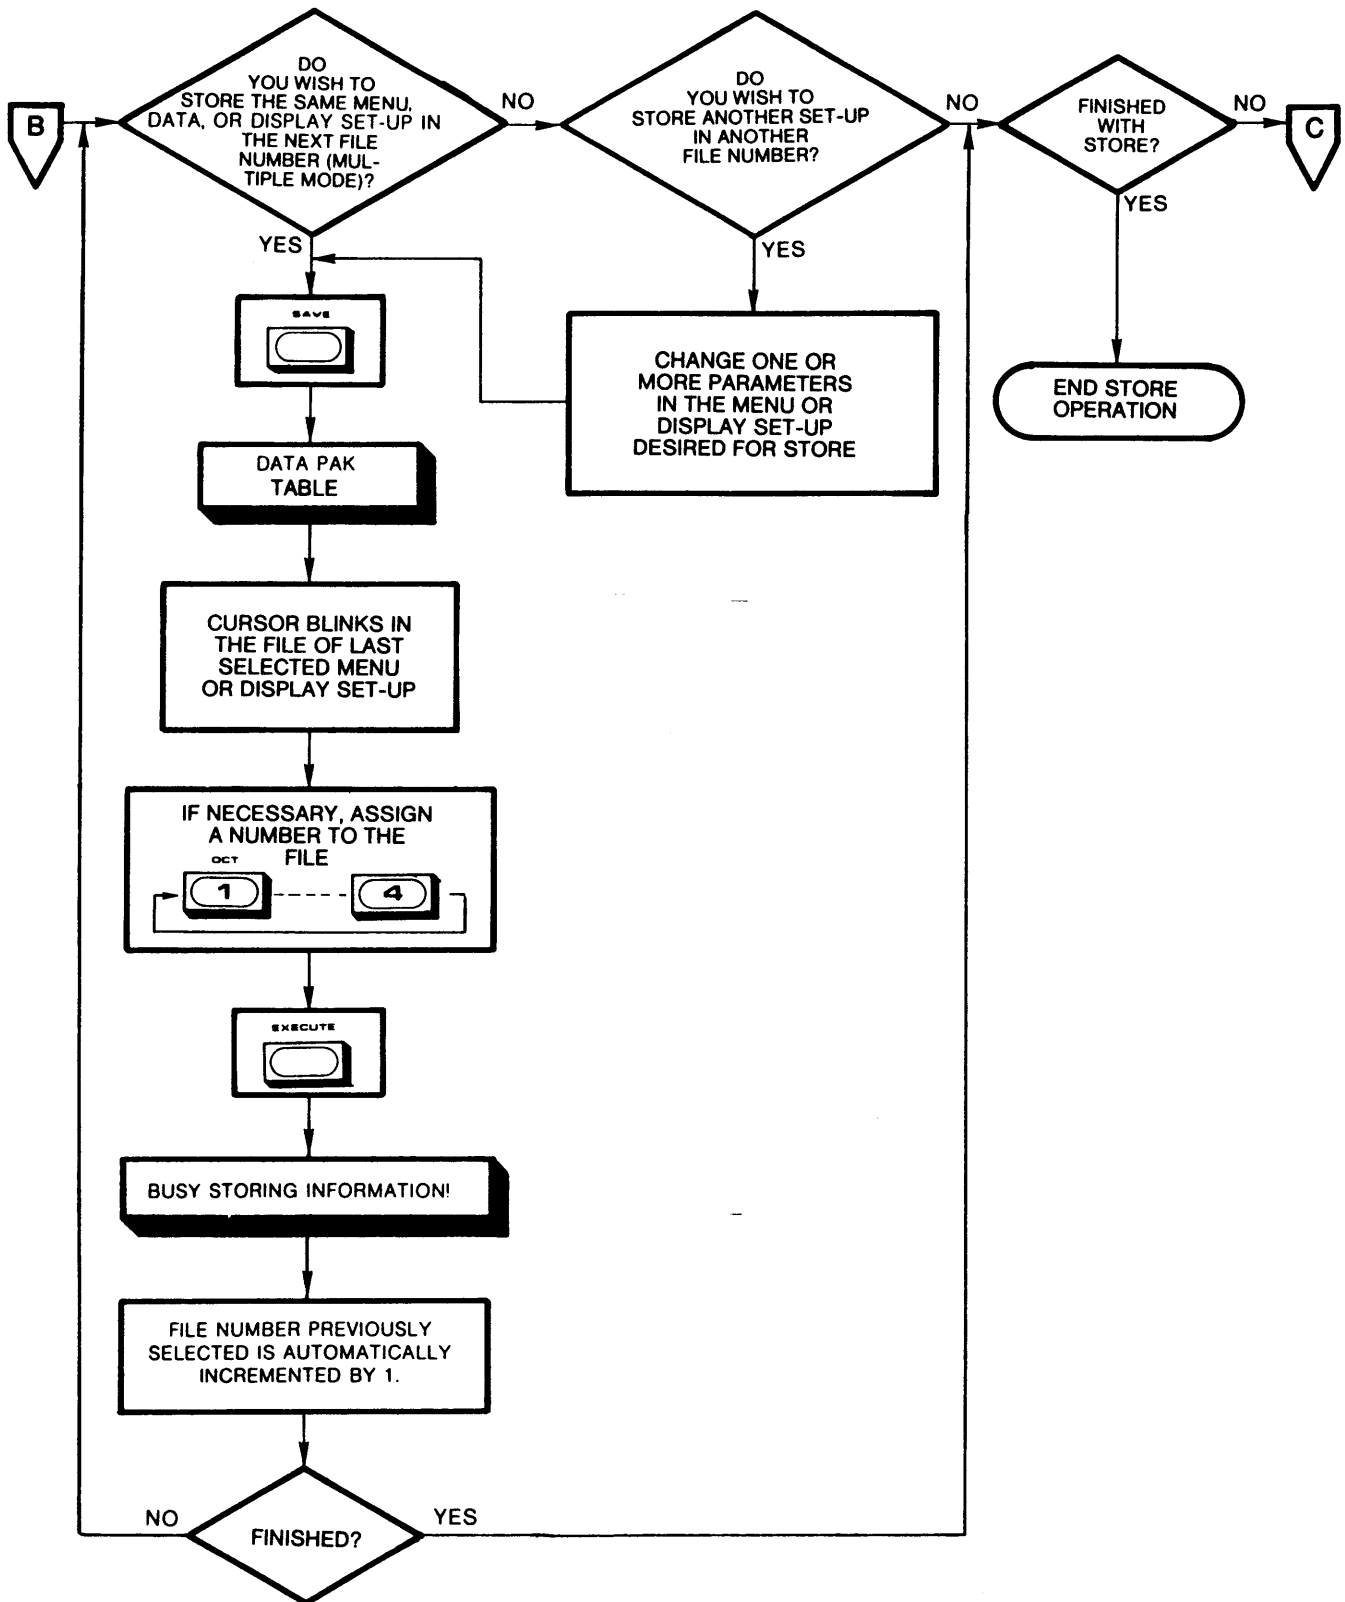 B
DO
YOU WISH TO
STORE THE SAME MENU,
DATA, OR DISPLAY SET-UP IN
THE NEXT FILE
NUMBER (MUL-
TIPLE MODE)?
NO
DO
YOU WISH TO
STORE ANOTHER SET-UP
IN ANOTHER
FILE NUMBER?
NO
FINISHED
WITH
STORE?
NO
C
YES
YES
YES
SAVE
CHANGE ONE OR
MORE PARAMETERS
IN THE MENU OR
DISPLAY SET-UP
DESIRED FOR STORE
END STORE
OPERATION
DATA PAK
TABLE
CURSOR BLINKS IN
THE FILE OF LAST
SELECTED MENU
OR DISPLAY SET-UP
IF NECESSARY, ASSIGN
A NUMBER TO THE
FILE
OCT
1
4
EXECUTE
BUSY STORING INFORMATION!
FILE NUMBER PREVIOUSLY
SELECTED IS AUTOMATICALLY
INCREMENTED BY 1.
NO
YES
FINISHED?